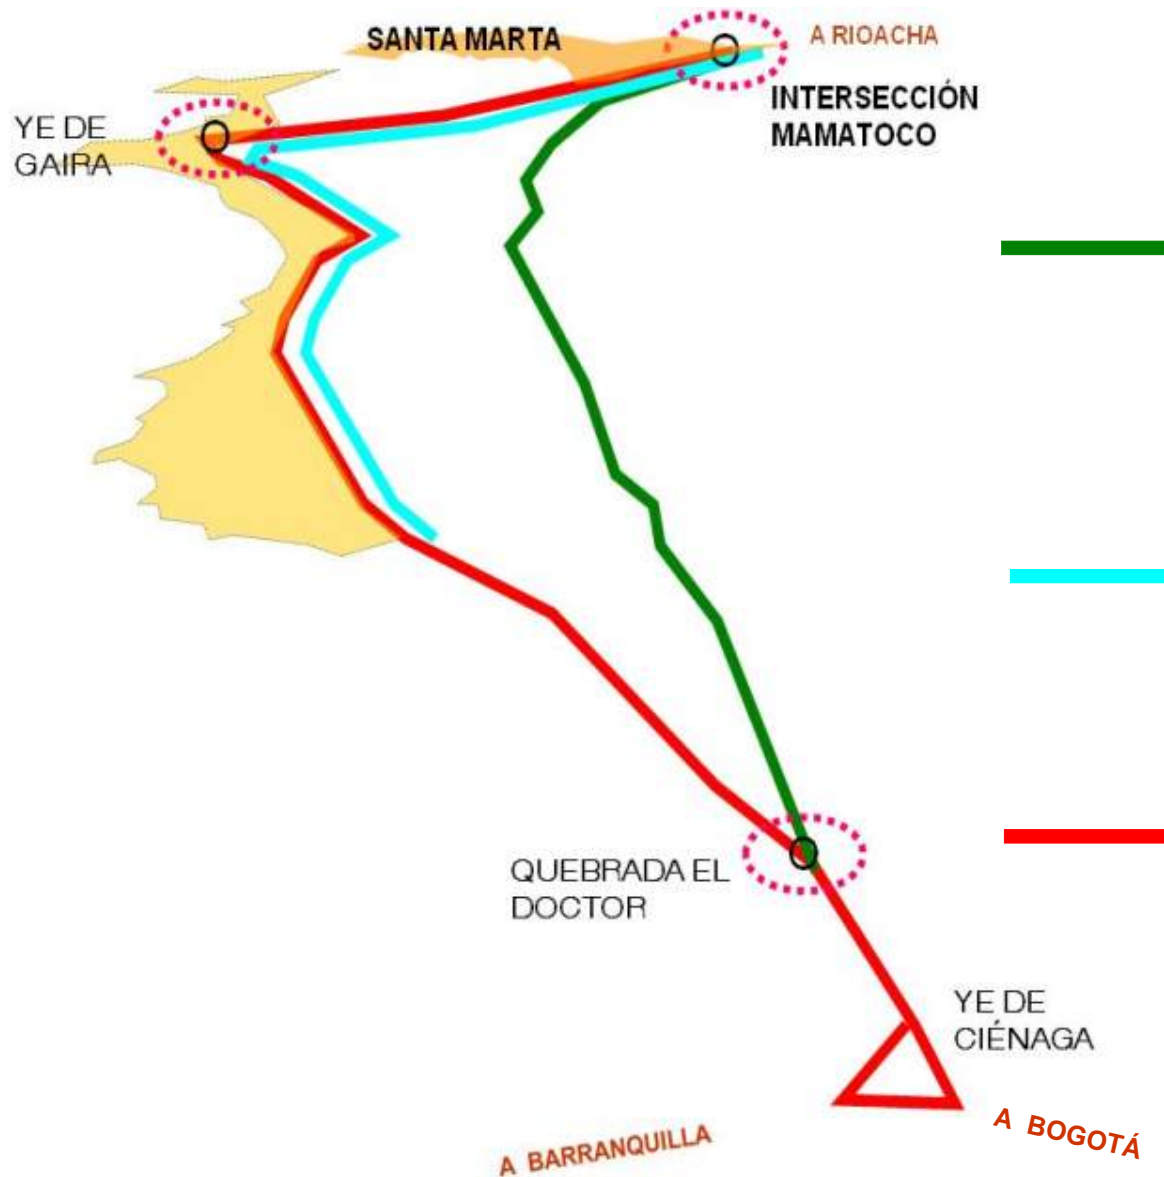 SANTA MARTA
A RIOACHA
INTERSECCIÓN
MAMATOCO
YE DE
GAIRA
QUEBRADA EL
DOCTOR
YE DE
CIÉNAGA
A BARRANQUILLA
A BOGOTÁ